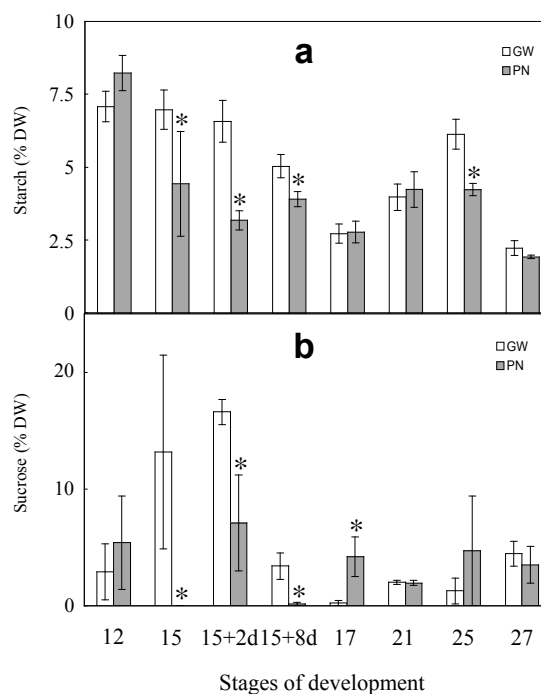 a
GW
PN
Starch (% DW)
10
7.5
5
2.5
0
*
*
*
*
b
GW
PN
Sucrose (% DW)
20
10
0
*
*
*
*
12 15 15+2d 15+8d 17 21 25 27
Stages of development